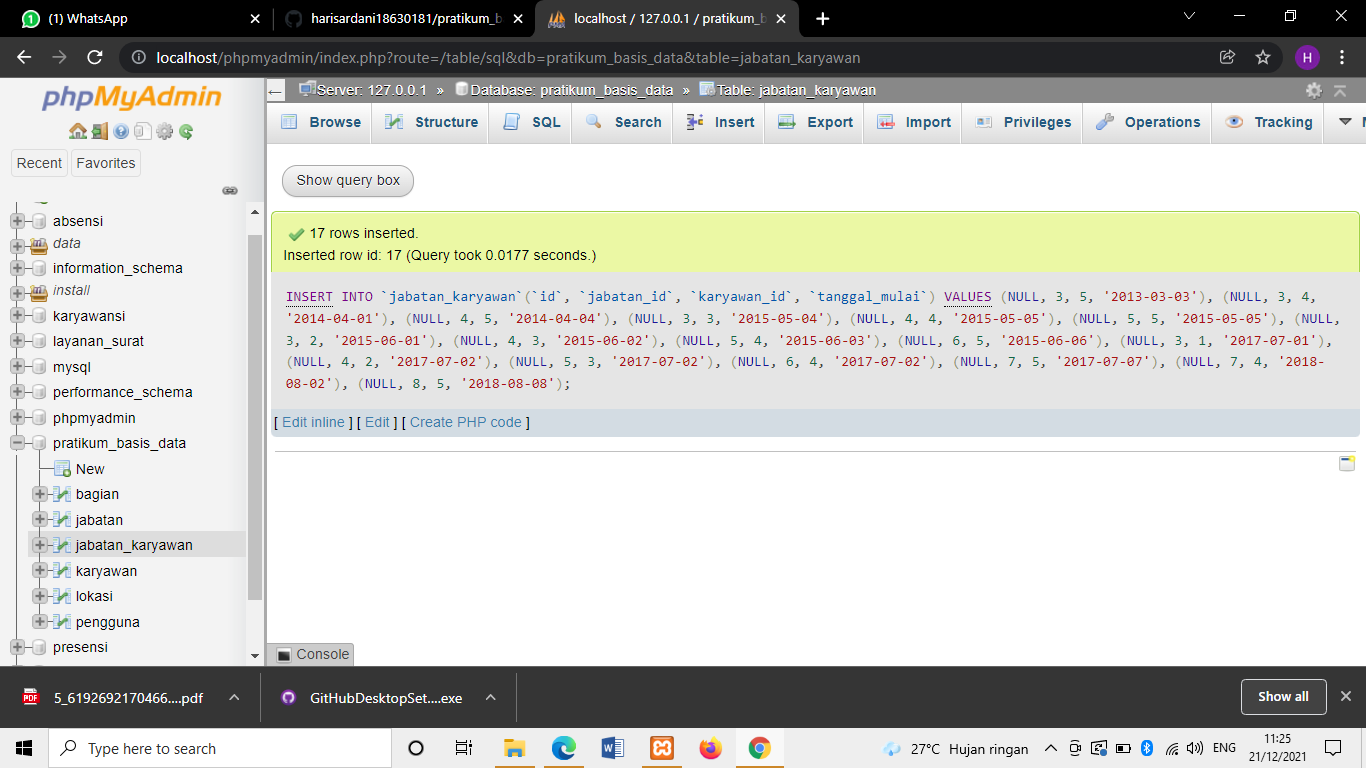 (1) WhatsApp
harisardani18630181/pratikum_b
localhost / 127.0.0.1 / pratikum_b
localhost/phpmyadmin/index.php?route=/table/sql&db=pratikum_basis_data&table=jabatan_karyawan
H
phpMyAdmin
Recent
Favorites
absensi
data
information_schema
install
karyawansi
layanan_surat
mysql
performance_schema
phpmyadmin
pratikum_basis_data
New
bagian
jabatan
jabatan_karyawan
karyawan
lokasi
pengguna
presensi
Server: 127.0.0.1 » Database: pratikum_basis_data » Table: jabatan_karyawan
Browse Structure SQL Search Insert Export Import Privileges Operations Tracking
Show query box
17 rows inserted.
Inserted row id: 17 (Query took 0.0177 seconds.)
INSERT INTO `jabatan_karyawan`(`id`, `jabatan_id`, `karyawan_id`, `tanggal_mulai`) VALUES (NULL, 3, 5, '2013-03-03'), (NULL, 3, 4,
'2014-04-01'), (NULL, 4, 5, '2014-04-04'), (NULL, 3, 3, '2015-05-04'), (NULL, 4, 4, '2015-05-05'), (NULL, 5, 5, '2015-05-05'), (NULL,
3, 2, '2015-06-01'), (NULL, 4, 3, '2015-06-02'), (NULL, 5, 4, '2015-06-03'), (NULL, 6, 5, '2015-06-06'), (NULL, 3, 1, '2017-07-01'),
(NULL, 4, 2, '2017-07-02'), (NULL, 5, 3, '2017-07-02'), (NULL, 6, 4, '2017-07-02'), (NULL, 7, 5, '2017-07-07'), (NULL, 7, 4, '2018-
08-02'), (NULL, 8, 5, '2018-08-08');
[ Edit inline ] [ Edit ] [ Create PHP code ]
Console
PDF
5_6192692170466....pdf
GitHubDesktopSet....exe
Show all
Type here to search
27°C Hujan ringan
ENG
11:25
21/12/2021